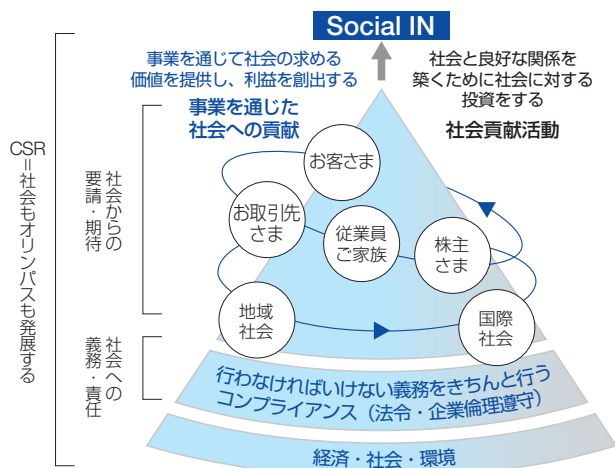 Social IN
事業を通じて社会の求める
価値を提供し、利益を創出する
事業を通じた
社会への貢献
社会と良好な関係を
築くために社会に対する
投資をする
社会貢献活動
CSR
＝社会もオリンパスも発展する
社会からの
要請・期待
社会への
義務・責任
お客さま
お取引先
さま
従業員
ご家族
株主
さま
地域
社会
国際
社会
行わなければいけない義務をきちんと行う
コンプライアンス（法令・企業倫理遵守）
経済・社会・環境